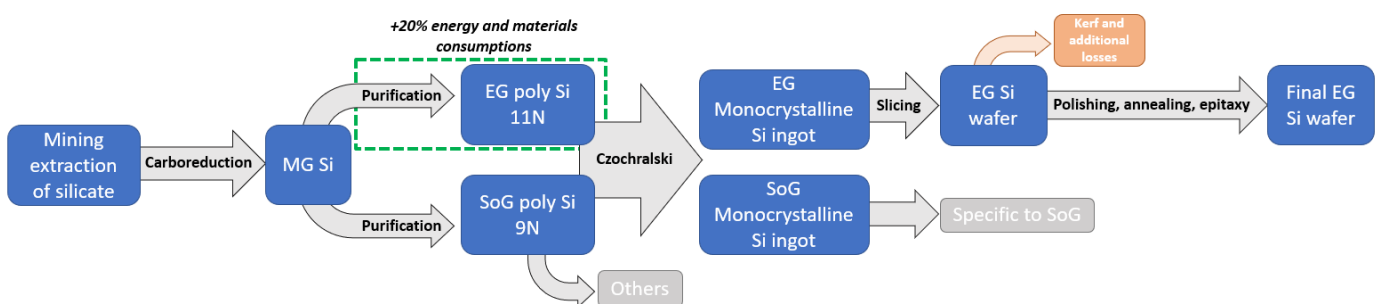 +20% energy and materials
consumptions
Kerf and
additional
losses
Purification
EG poly Si
11N
EG
Monocrystalline
Si ingot
Slicing
EG Si
wafer
Polishing, annealing, epitaxy
Final EG
Si wafer
Mining
extraction
of silicate
Carboreduction
MG Si
Czochralski
Purification
SoG poly Si
9N
SoG
Monocrystalline
Si ingot
Specific to SoG
Others